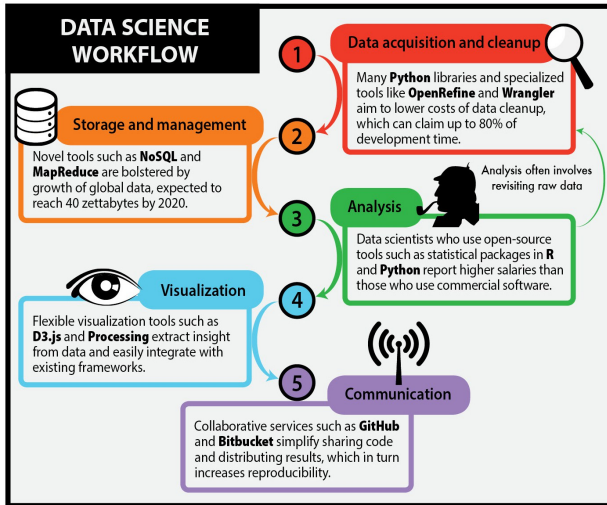 DATA SCIENCE
WORKFLOW
1
Data acquisition and cleanup
Many Python libraries and specialized
tools like OpenRefine and Wrangler
aim to lower costs of data cleanup,
which can claim up to 80% of
development time.
Storage and management
2
Novel tools such as NoSQL and
MapReduce are bolstered by
growth of global data, expected to
reach 40 zettabytes by 2020.
Analysis often involves
revisiting raw data
3
Analysis
Data scientists who use open-source
tools such as statistical packages in R
and Python report higher salaries than
those who use commercial software.
Visualization
4
Flexible visualization tools such as
D3.js and Processing extract insight
from data and easily integrate with
existing frameworks.
5
Communication
Collaborative services such as GitHub
and Bitbucket simplify sharing code
and distributing results, which in turn
increases reproducibility.